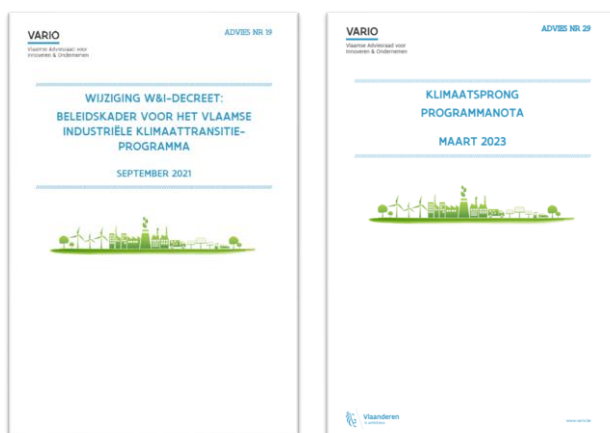 VARIO
Vlaamse Adviesraad voor
Innoveren & Ondernemen
ADVIES NR 19
WIJZIGING W&I-DECREET:
BELEIDSKADER VOOR HET VLAAMSE
INDUSTRIËLE KLIMAATTRANSITIE-
PROGRAMMA
SEPTEMBER 2021
VARIO
Vlaamse Adviesraad voor
Innoveren & Ondernemen
ADVIES NR 29
KLIMAATSPRONG
PROGRAMMANOTA
MAART 2023
Vlaanderen
www.vario.be